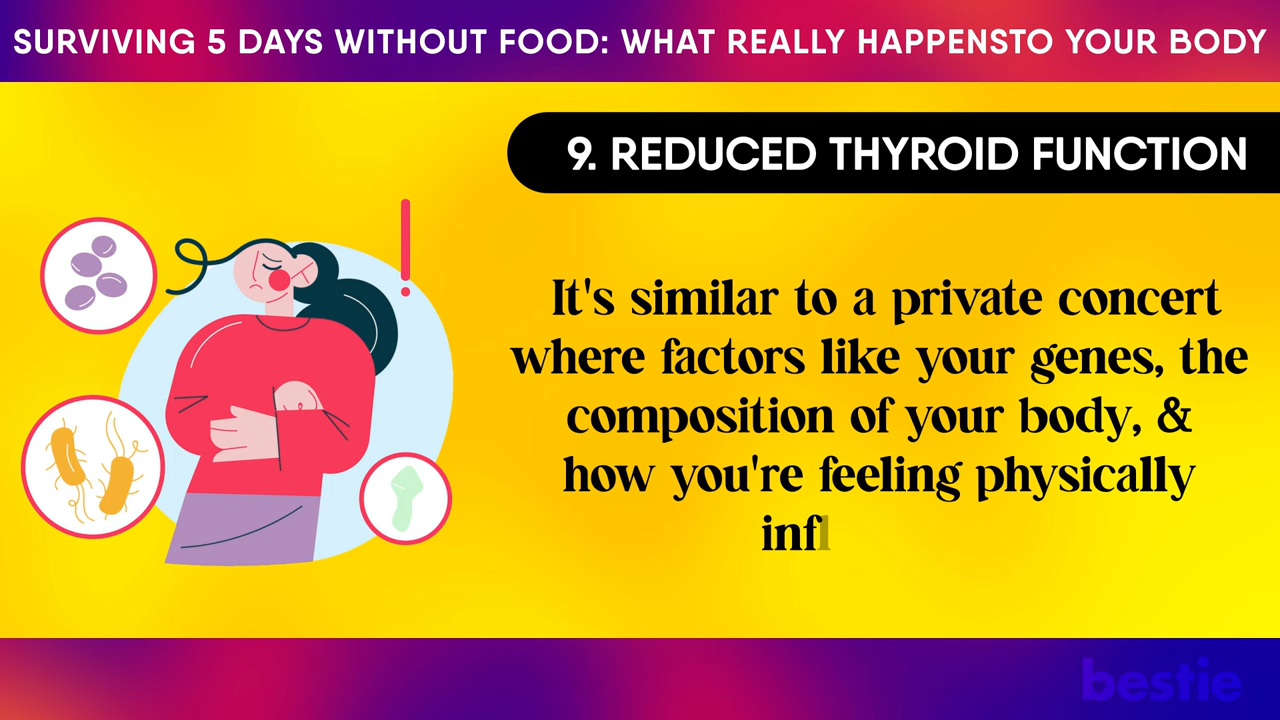 SURVIVING 5 DAYS WITHOUT FOOD: WHAT REALLY HAPPENSTO YOUR BODY
9. REDUCED THYROID FUNCTION
It's similar to a private concert
where factors like your genes, the
composition of your body, &
how you're feeling physically
infl
bestie